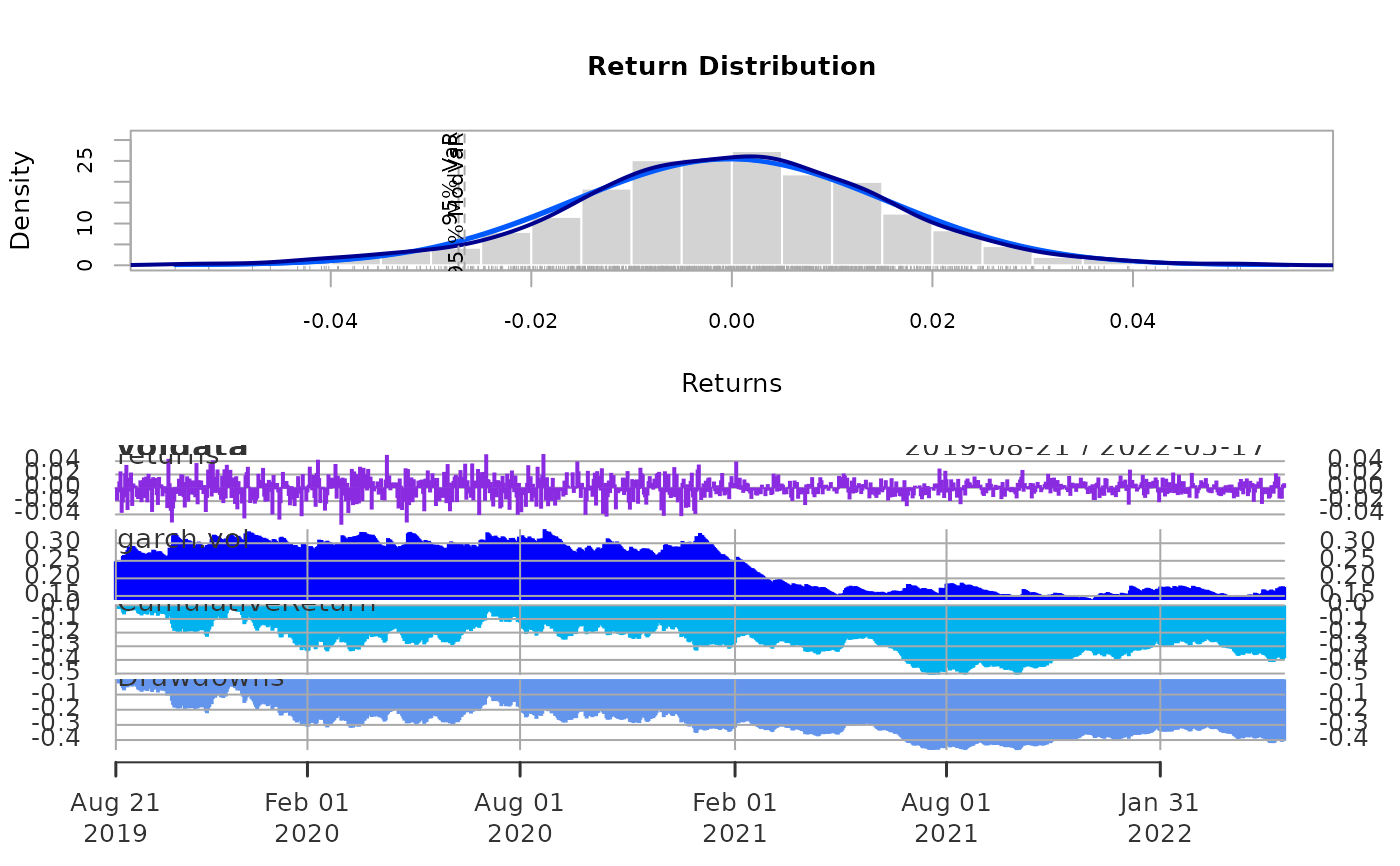 Return Distribution
Density
25
10
0
95% VaR
95% ModVaR
-0.04 -0.02 0.00 0.02 0.04
Returns
voldata 2019-08-21 / 2022-05-17
returns
0.04 0.04
0.02 0.02
0.00 0.00
-0.02 -0.02
-0.04 -0.04
garch.vol
0.30 0.30
0.25 0.25
0.20 0.20
0.15 0.15
CumulativeReturn
0.0 0.0
-0.1 -0.1
-0.2 -0.2
-0.3 -0.3
-0.4 -0.4
-0.5 -0.5
Drawdowns
-0.1 -0.1
-0.2 -0.2
-0.3 -0.3
-0.4 -0.4
Aug 21 Feb 01 Aug 01 Feb 01 Aug 01 Jan 31
2019 2020 2020 2021 2021 2022